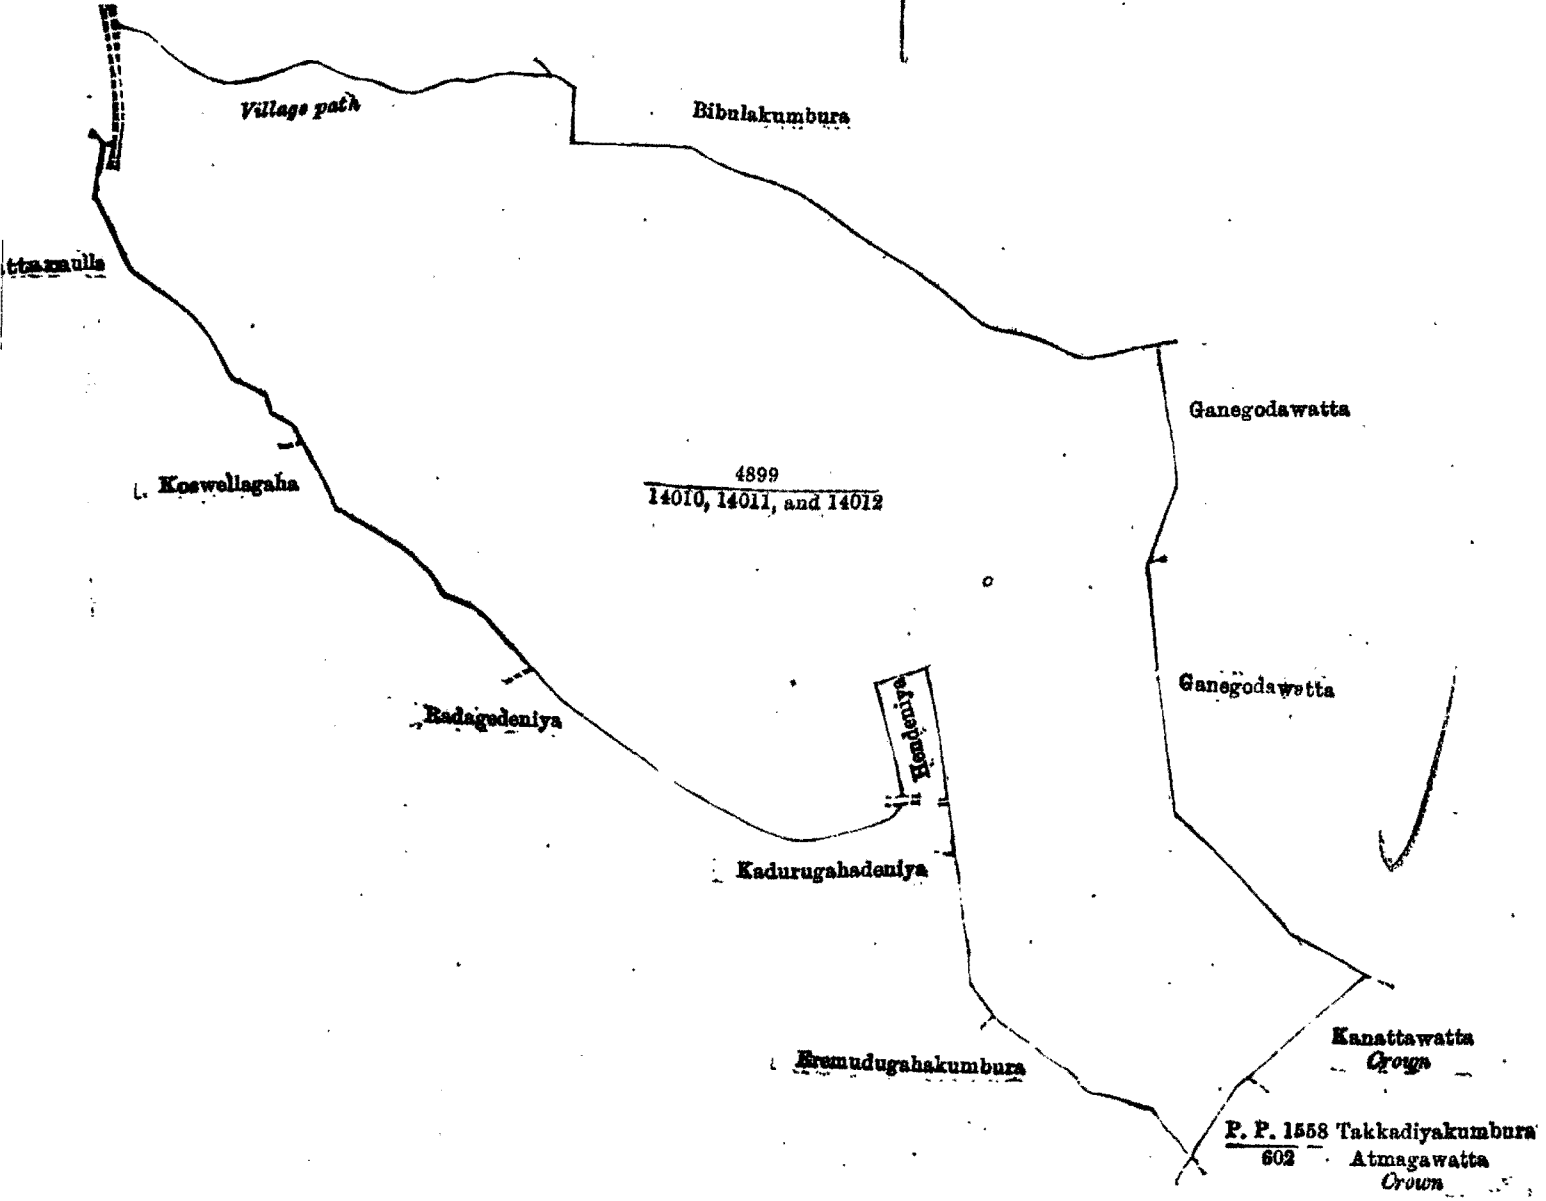 Village path
Bibulakumbura
Ganegodawatta
4899
14010, 14011, and 14012
Koswellagaha
Ganegodawatta
Hendeniya
Radagedeniya
Kadurugahadeniya
Kanattawatta
Crown
Eremudugahakumbura
P. P. 1558 Takkadiyakumbura
602 Atmagawatta
Crown